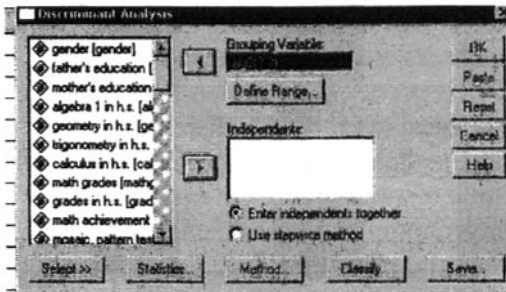 Discriminant Analysis
gender [gender]
father's education [
mother's education
algebra 1 in h.s. [al
geometry in h.s. [ge
trigonometry in h.s.
calculus in h.s. [cal
math grades [mathg
grades in h.s. [grad
math achievement
mosaic, pattern test
Grouping Variable:
Define Range...
Independents:
Enter independents together
Use stepwise method
OK
Paste
Reset
Cancel
Help
Select >>
Statistics...
Method...
Classify...
Save...